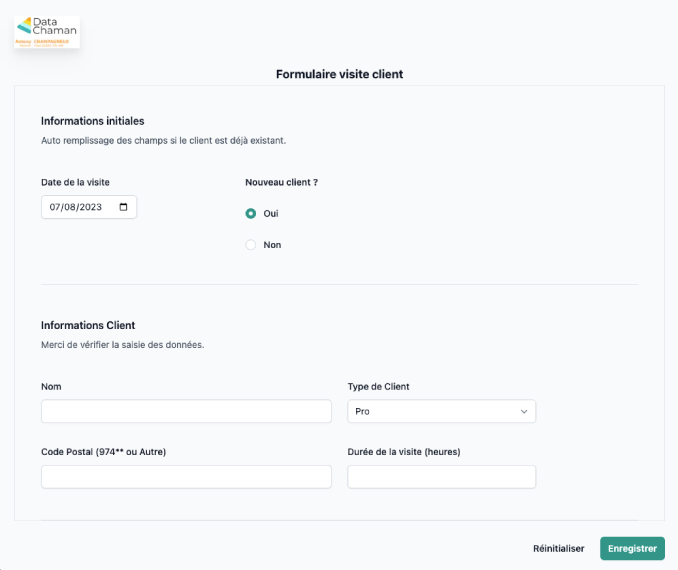 Data
Chaman
Formulaire visite client
Informations initiales
Auto remplissage des champs si le client est déjà existant.
Date de la visite
Nouveau client ?
07/08/2023
Oui
Non
Informations Client
Merci de vérifier la saisie des données.
Nom
Type de Client
Pro
Code Postal (974** ou Autre)
Durée de la visite (heures)
Réinitialiser
Enregistrer